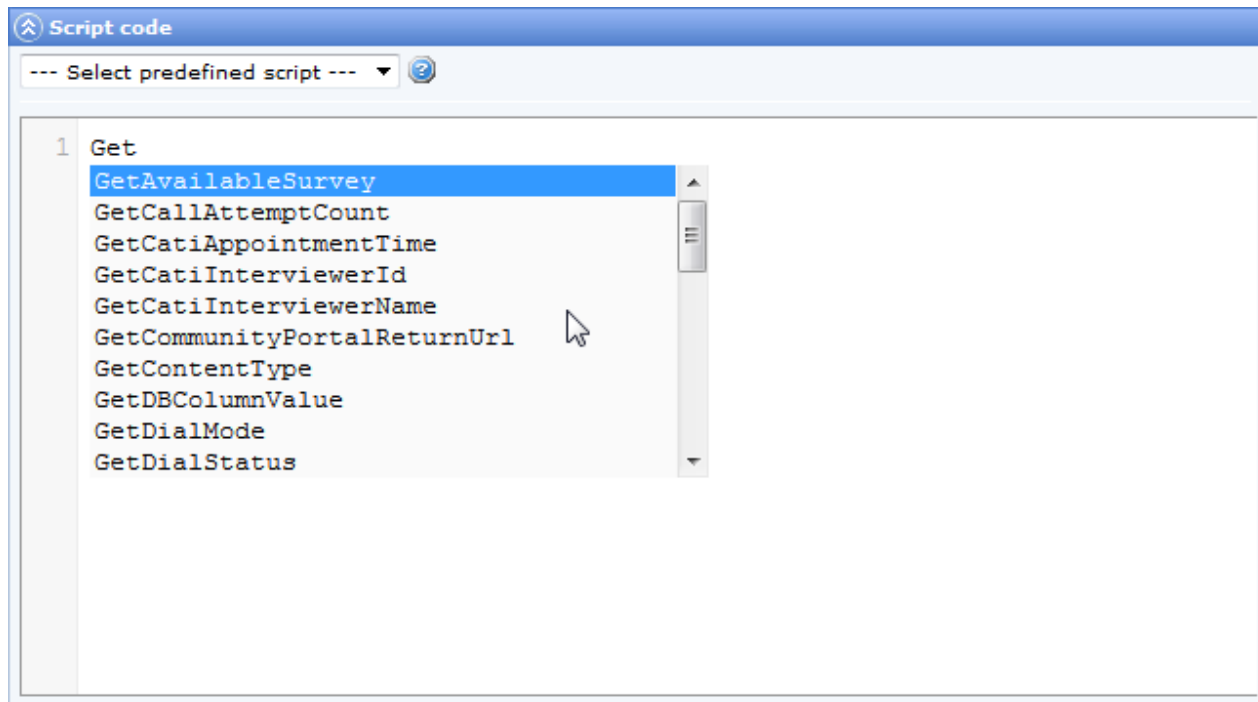 Script code
--- Select predefined script ---
1 Get
GetAvailableSurvey
GetCallAttemptCount
GetCatiAppointmentTime
GetCatiInterviewerId
GetCatiInterviewerName
GetCommunityPortalReturnUrl
GetContentType
GetDBColumnValue
GetDialMode
GetDialStatus